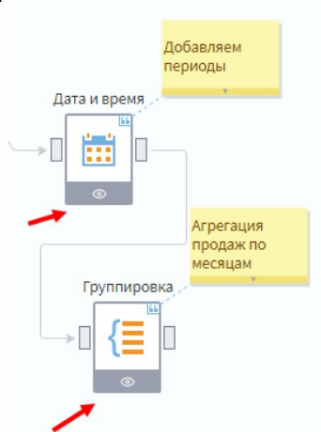 Добавляем
периоды
Дата и время
Агрегация
продаж по
месяцам
Группировка